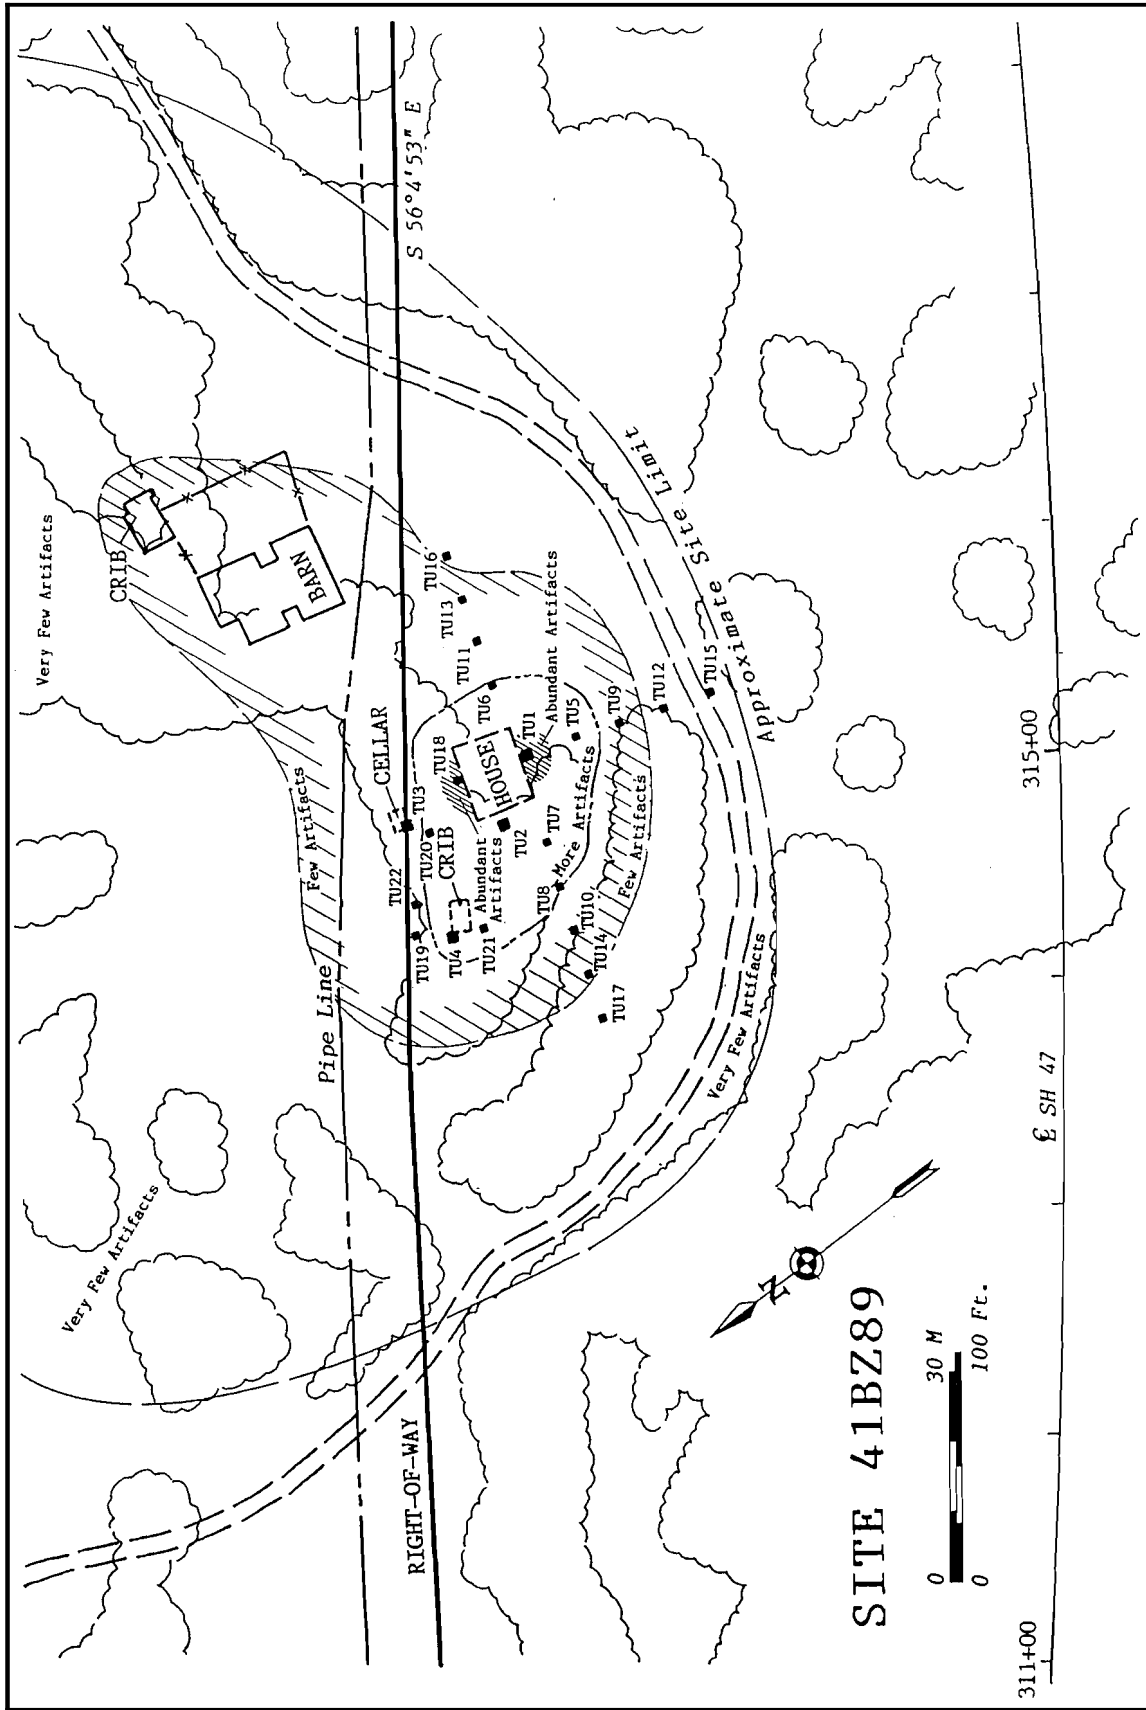 Very Few Artifacts
CRIB
BARN
S 56°4'53" E
TU16
TU13
TU11
Few Artifacts
CELLAR
TU3
TU18
TU6
HOUSE
TU1
Abundant Artifacts
TU5
TU9
TU12
TU15
Approximate Site Limit
315+00
TU22
TU20
CRIB
Abundant
Artifacts
TU2
TU7
More Artifacts
TU8
Few Artifacts
TU19
TU4
TU21
TU10
TU14
TU17
Pipe Line
Very Few Artifacts
Very Few Artifacts
℄ SH 47
RIGHT-OF-WAY
N
SITE 41BZ89
0 30 M
0 100 Ft.
311+00